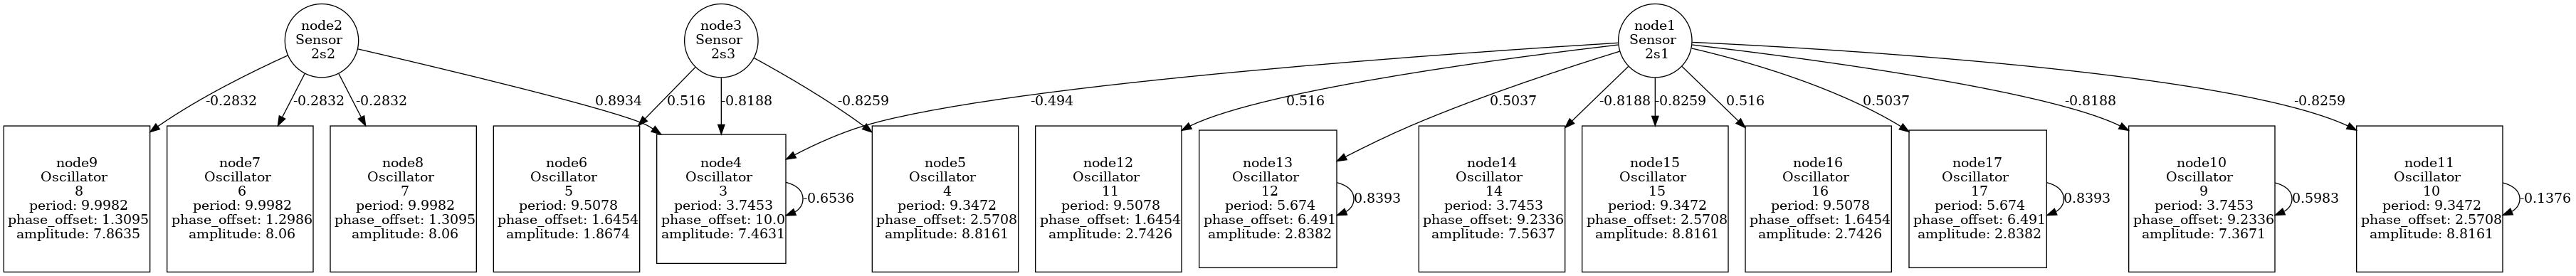 node2
Sensor
2s2
node3
Sensor
2s3
node1
Sensor
2s1
-0.2832
-0.2832
-0.2832
0.8934
0.516
-0.8188
-0.8259
-0.494
0.516
0.5037
-0.8188
-0.8259
0.516
0.5037
-0.8188
-0.8259
node9
Oscillator
8
period: 9.9982
phase_offset: 1.3095
amplitude: 7.8635
node7
Oscillator
6
period: 9.9982
phase_offset: 1.2986
amplitude: 8.06
node8
Oscillator
7
period: 9.9982
phase_offset: 1.3095
amplitude: 8.06
node6
Oscillator
5
period: 9.5078
phase_offset: 1.6454
amplitude: 1.8674
node4
Oscillator
3
period: 3.7453
phase_offset: 10.0
amplitude: 7.4631
-0.6536
node5
Oscillator
4
period: 9.3472
phase_offset: 2.5708
amplitude: 8.8161
node12
Oscillator
11
period: 9.5078
phase_offset: 1.6454
amplitude: 2.7426
node13
Oscillator
12
period: 5.674
phase_offset: 6.491
amplitude: 2.8382
0.8393
node14
Oscillator
14
period: 3.7453
phase_offset: 9.2336
amplitude: 7.5637
node15
Oscillator
15
period: 9.3472
phase_offset: 2.5708
amplitude: 8.8161
node16
Oscillator
16
period: 9.5078
phase_offset: 1.6454
amplitude: 2.7426
node17
Oscillator
17
period: 5.674
phase_offset: 6.491
amplitude: 2.8382
0.8393
node10
Oscillator
9
period: 3.7453
phase_offset: 9.2336
amplitude: 7.3671
0.5983
node11
Oscillator
10
period: 9.3472
phase_offset: 2.5708
amplitude: 8.8161
-0.1376